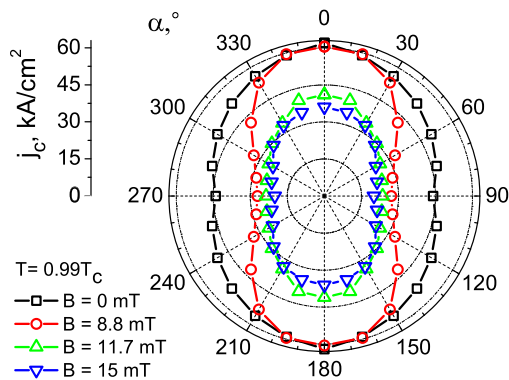 α,°
0
330
30
60
45
30
15
0
j_c, kA/cm²
300
60
270
90
240
120
210
150
180
T= 0.99T_C
B = 0 mT
B = 8.8 mT
B = 11.7 mT
B = 15 mT